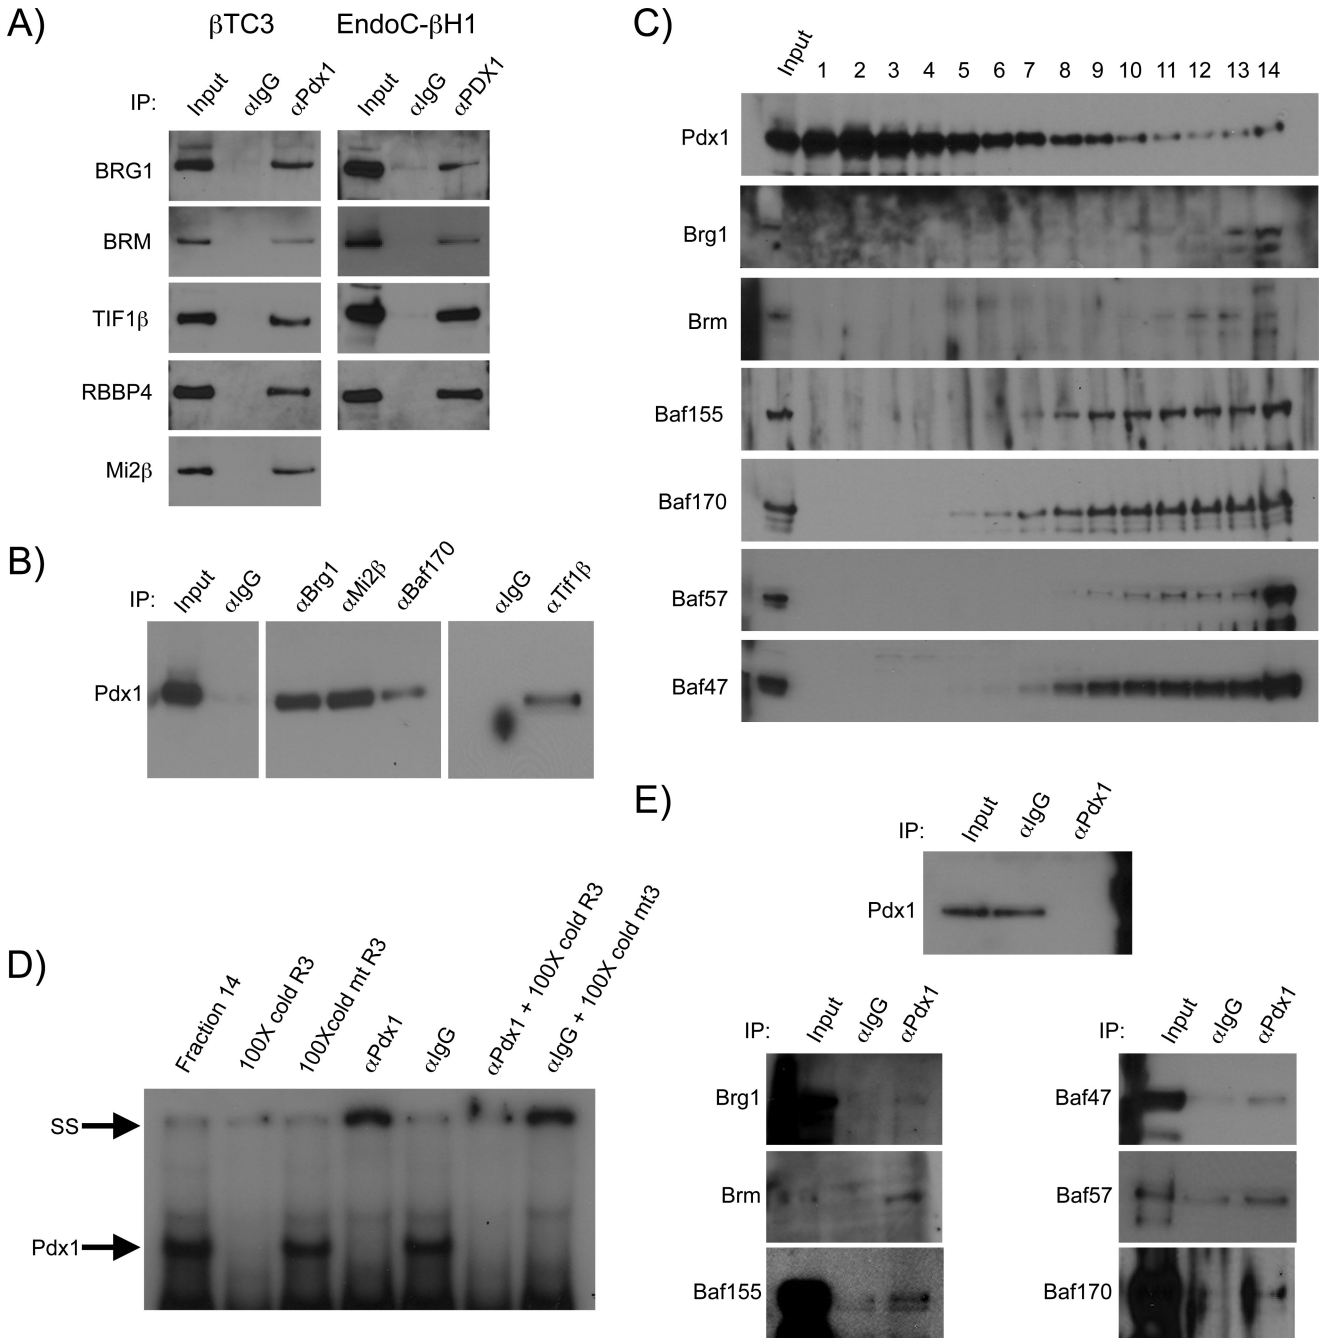 A)
βTC3 EndoC-βH1
IP: Input αIgG αPdx1 Input αIgG αPDX1
BRG1
BRM
TIF1β
RBBP4
Mi2β
B)
IP: Input αIgG αBrg1 αMi2β αBaf170 αIgG αTif1β
Pdx1
C)
Input 1 2 3 4 5 6 7 8 9 10 11 12 13 14
Pdx1
Brg1
Brm
Baf155
Baf170
Baf57
Baf47
D)
Fraction 14 100X cold R3 100Xcold mt R3 αPdx1 αIgG αPdx1 + 100X cold R3 αIgG + 100X cold mt3
SS
Pdx1
E)
IP: Input αIgG αPdx1
Pdx1
IP: Input αIgG αPdx1
Brg1
Brm
Baf155
IP: Input αIgG αPdx1
Baf47
Baf57
Baf170